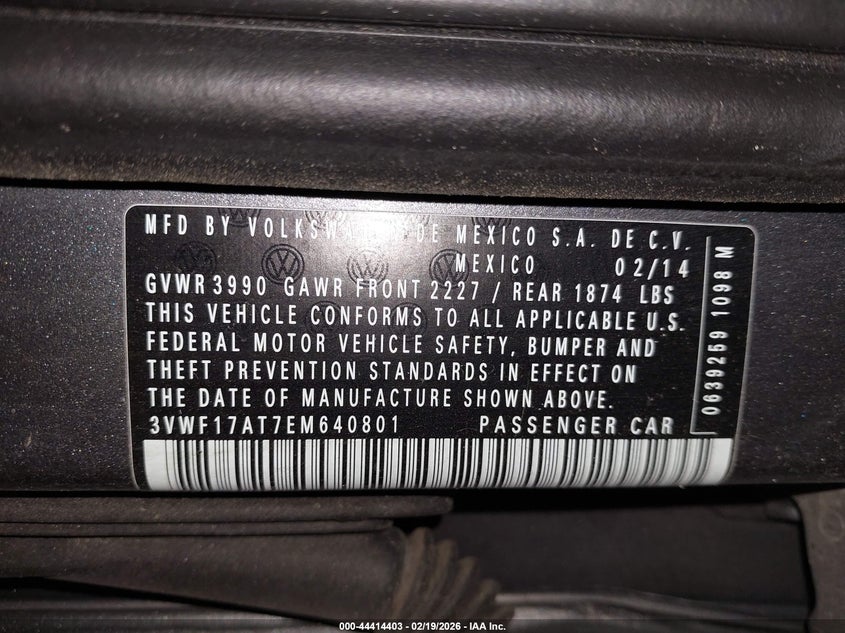 MFD BY VOLKSWAGEN DE MEXICO S.A. DE C.V.
MEXICO 02/14
GVWR 3990 GAWR FRONT 2227 / REAR 1874 LBS
THIS VEHICLE CONFORMS TO ALL APPLICABLE U.S.
FEDERAL MOTOR VEHICLE SAFETY, BUMPER AND
THEFT PREVENTION STANDARDS IN EFFECT ON
THE DATE OF MANUFACTURE SHOWN ABOVE.
3VWF17AT7EM640801 PASSENGER CAR
0639259 1098 M
000-44414403 - 02/19/2026 - IAA Inc.